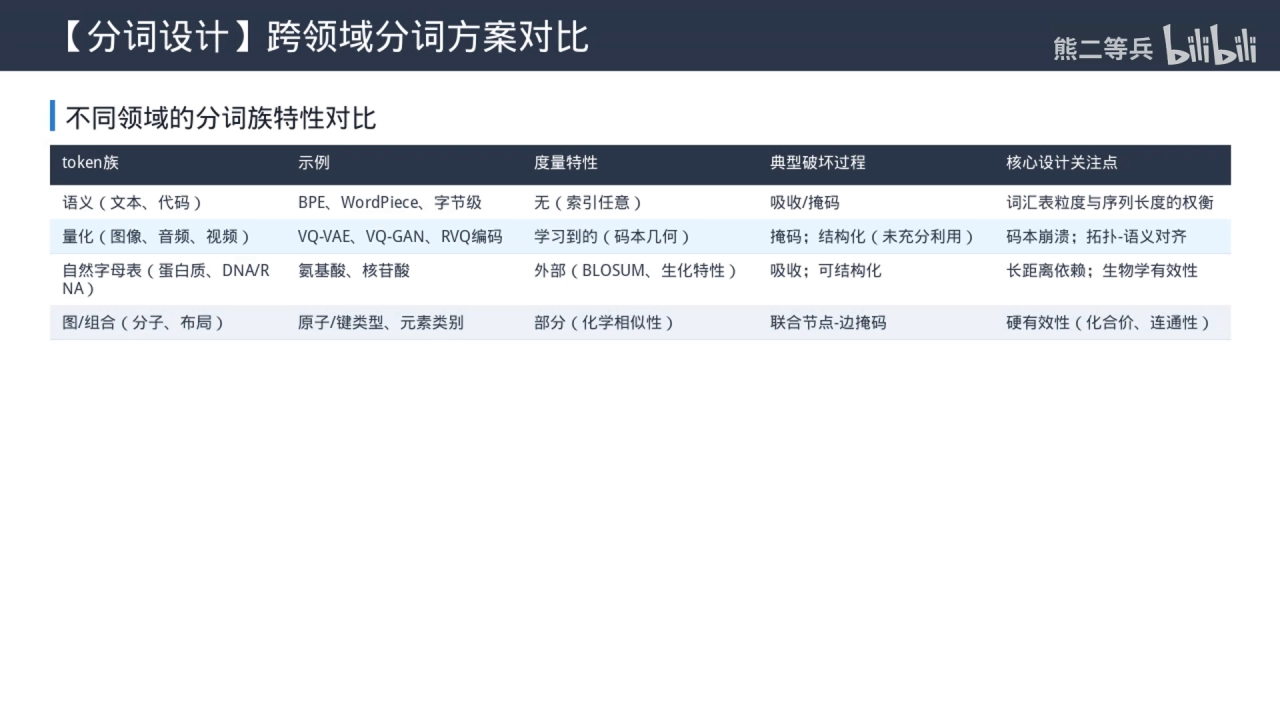 【分词设计】跨领域分词方案对比
熊二等兵 bilibili
不同领域的分词族特性对比
token族 示例 度量特性 典型破坏过程 核心设计关注点
语义（文本、代码） BPE、WordPiece、字节级 无（索引任意） 吸收/掩码 词汇表粒度与序列长度的权衡
量化（图像、音频、视频） VQ-VAE、VQ-GAN、RVQ编码 学习到的（码本几何） 掩码；结构化（未充分利用） 码本崩溃；拓扑-语义对齐
自然字母表（蛋白质、DNA/R 氨基酸、核苷酸 外部（BLOSUM、生化特性） 吸收；可结构化 长距离依赖；生物学有效性
NA）
图/组合（分子、布局） 原子/键类型、元素类别 部分（化学相似性） 联合节点-边掩码 硬有效性（化合价、连通性）